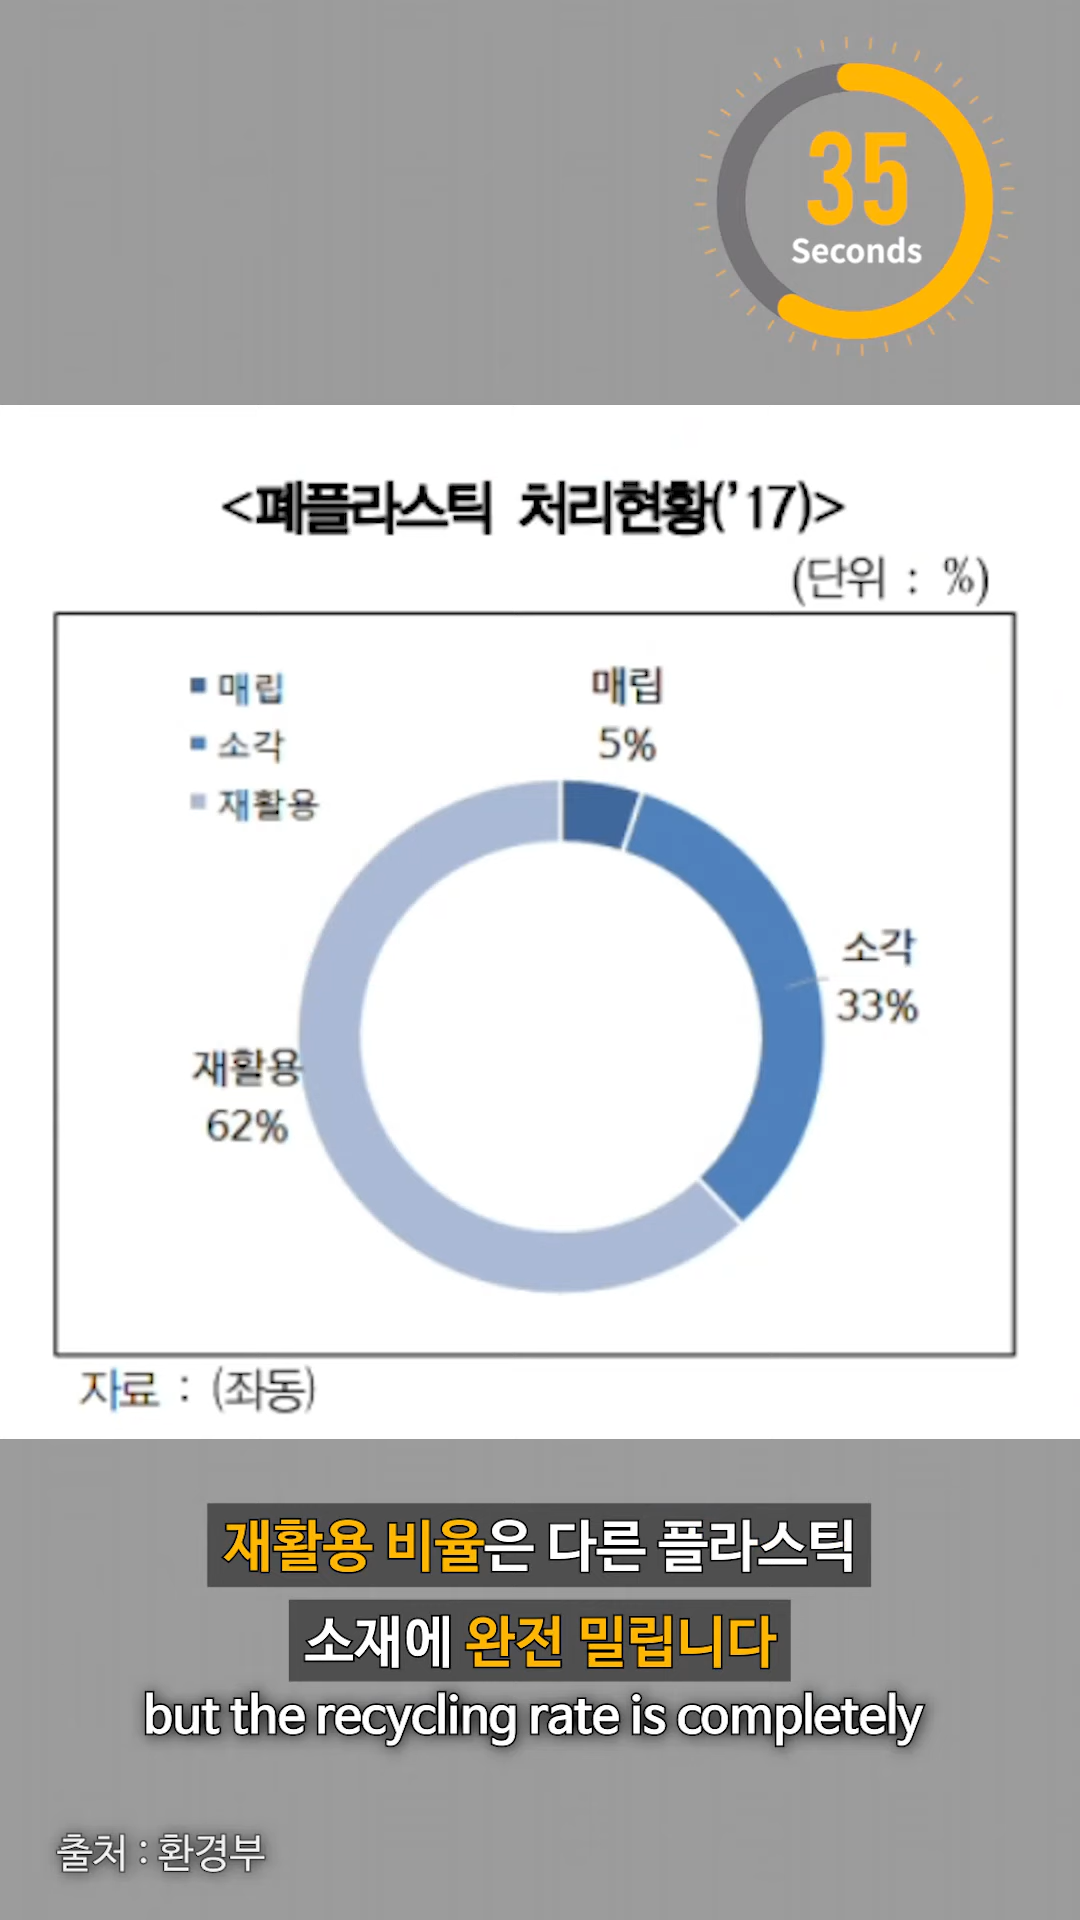 35
Seconds
<폐플라스틱 처리현황(’17)>
(단위 : %)
매립
소각
재활용
매립
5%
소각
33%
재활용
62%
자료 : (좌동)
재활용 비율은 다른 플라스틱
소재에 완전 밀립니다
but the recycling rate is completely
출처 : 환경부